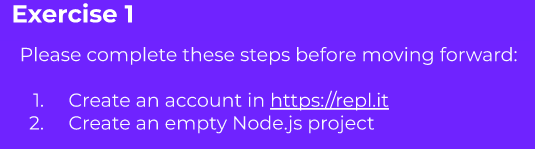 Exercise 1
Please complete these steps before moving forward:
1. Create an account in https://repl.it
2. Create an empty Node.js project